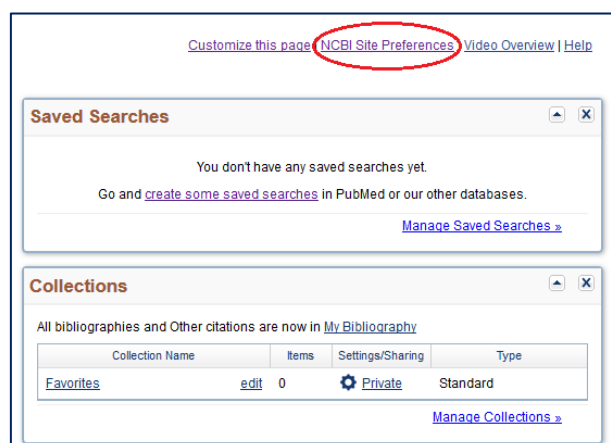 Customize this page | NCBI Site Preferences | Video Overview | Help
Saved Searches
You don't have any saved searches yet.
Go and create some saved searches in PubMed or our other databases.
Manage Saved Searches »
Collections
All bibliographies and Other citations are now in My Bibliography
Collection Name Items Settings/Sharing Type
Favorites edit 0 Private Standard
Manage Collections »